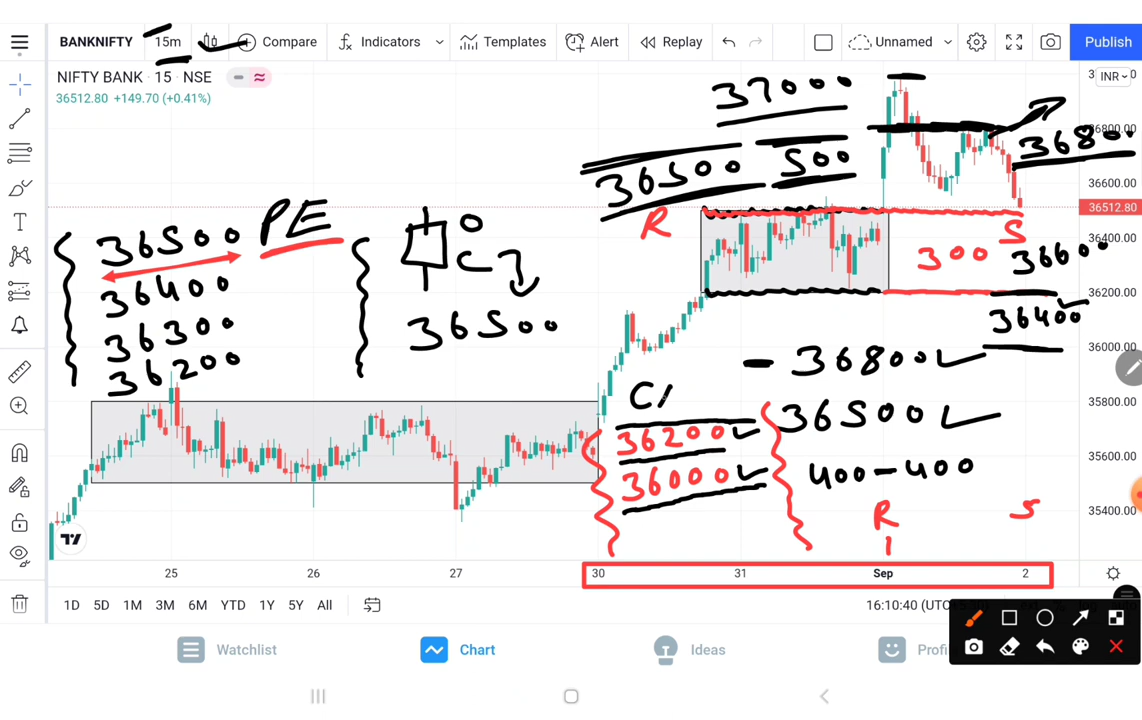 BANKNIFTY 15m Compare Indicators Templates Alert Replay Unnamed Publish
NIFTY BANK · 15 · NSE
36512.80 +149.70 (+0.41%)
INR
36800.00
36600.00
36512.80
36400.00
36200.00
36000.00
35800.00
35600.00
35400.00
37000
36500 500
36800
R
S
300
36600
36400
36500 PE
36400
36300
36200
O
C
36500
36800
36200
36000
36500
400-400
R
S
25 26 27 30 31 Sep 2
1D 5D 1M 3M 6M YTD 1Y 5Y All
16:10:40
Watchlist Chart Ideas